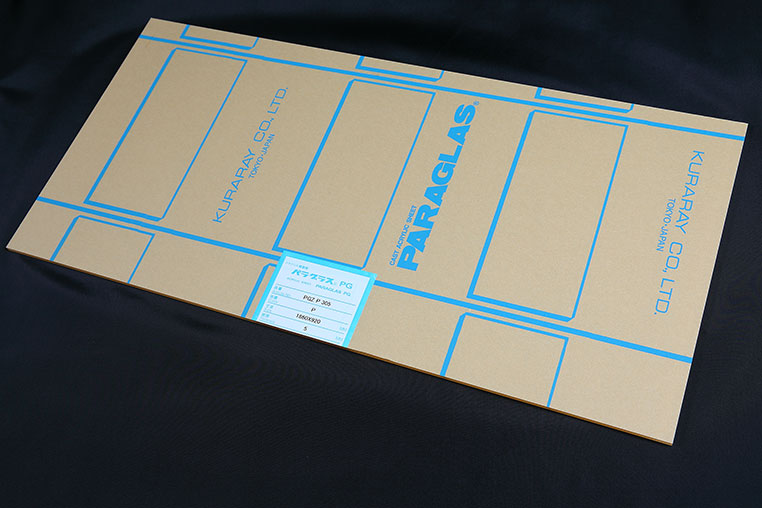 KURARAY CO., LTD.
TOKYO・JAPAN
CAST ACRYLIC SHEET
PARAGLAS®
KURARAY CO., LTD.
TOKYO・JAPAN
パラグラス® PG
PARAGLAS PG
PGZ P 305
P
1860X920
5